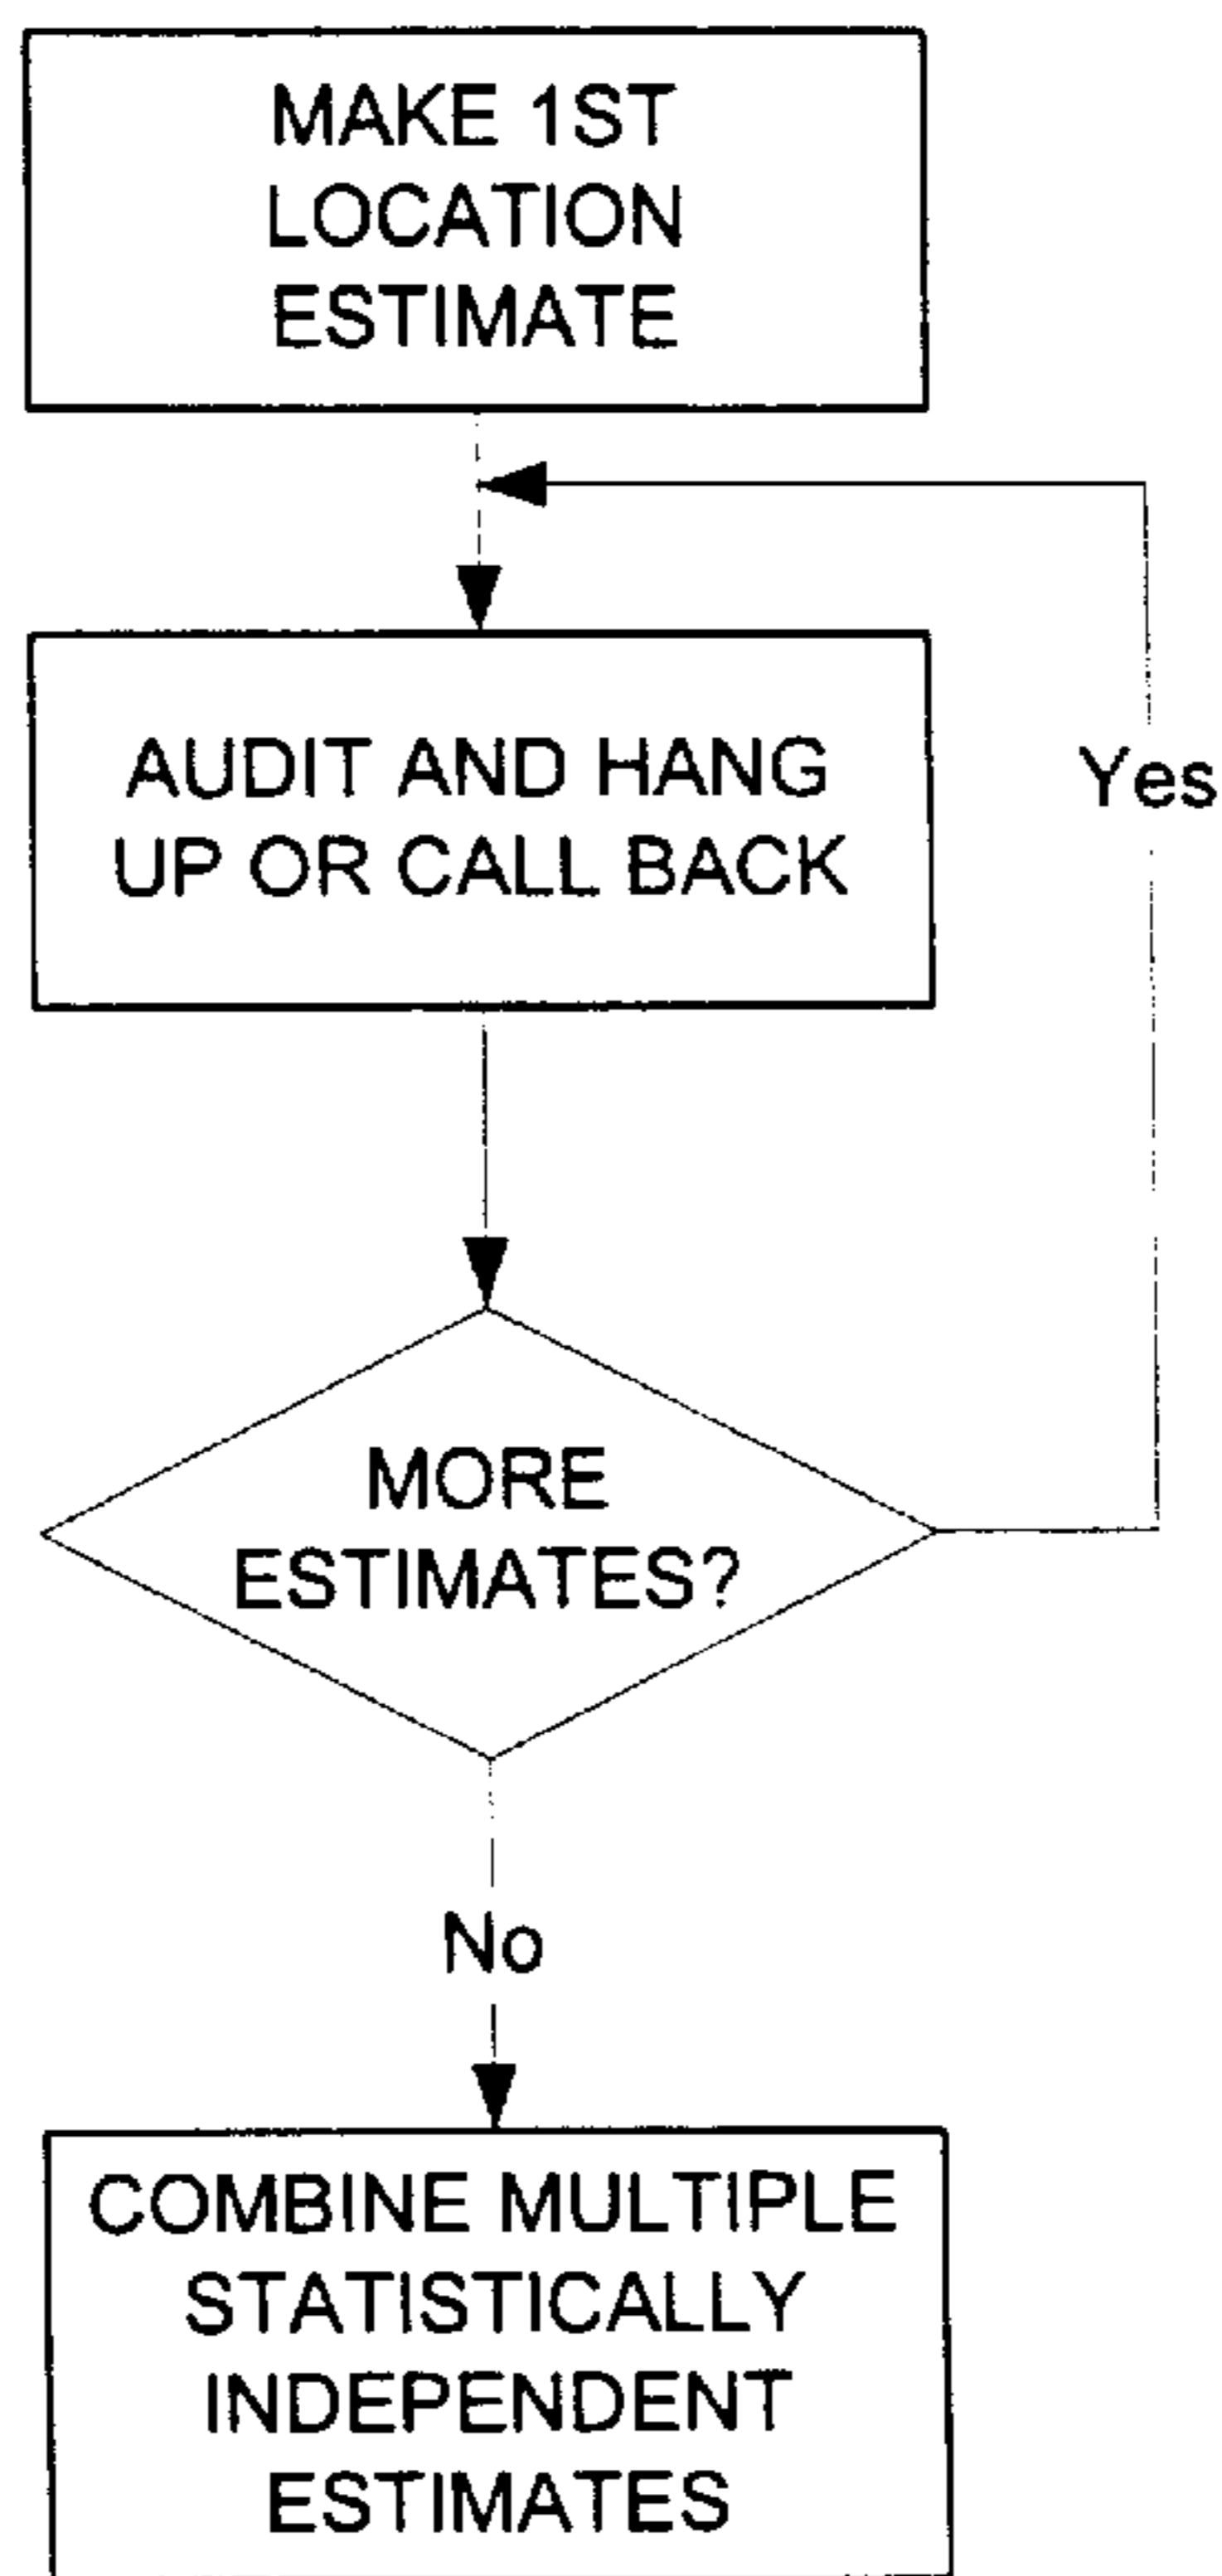 MAKE 1ST
LOCATION
ESTIMATE
AUDIT AND HANG
UP OR CALL BACK
Yes
MORE
ESTIMATES?
No
COMBINE MULTIPLE
STATISTICALLY
INDEPENDENT
ESTIMATES